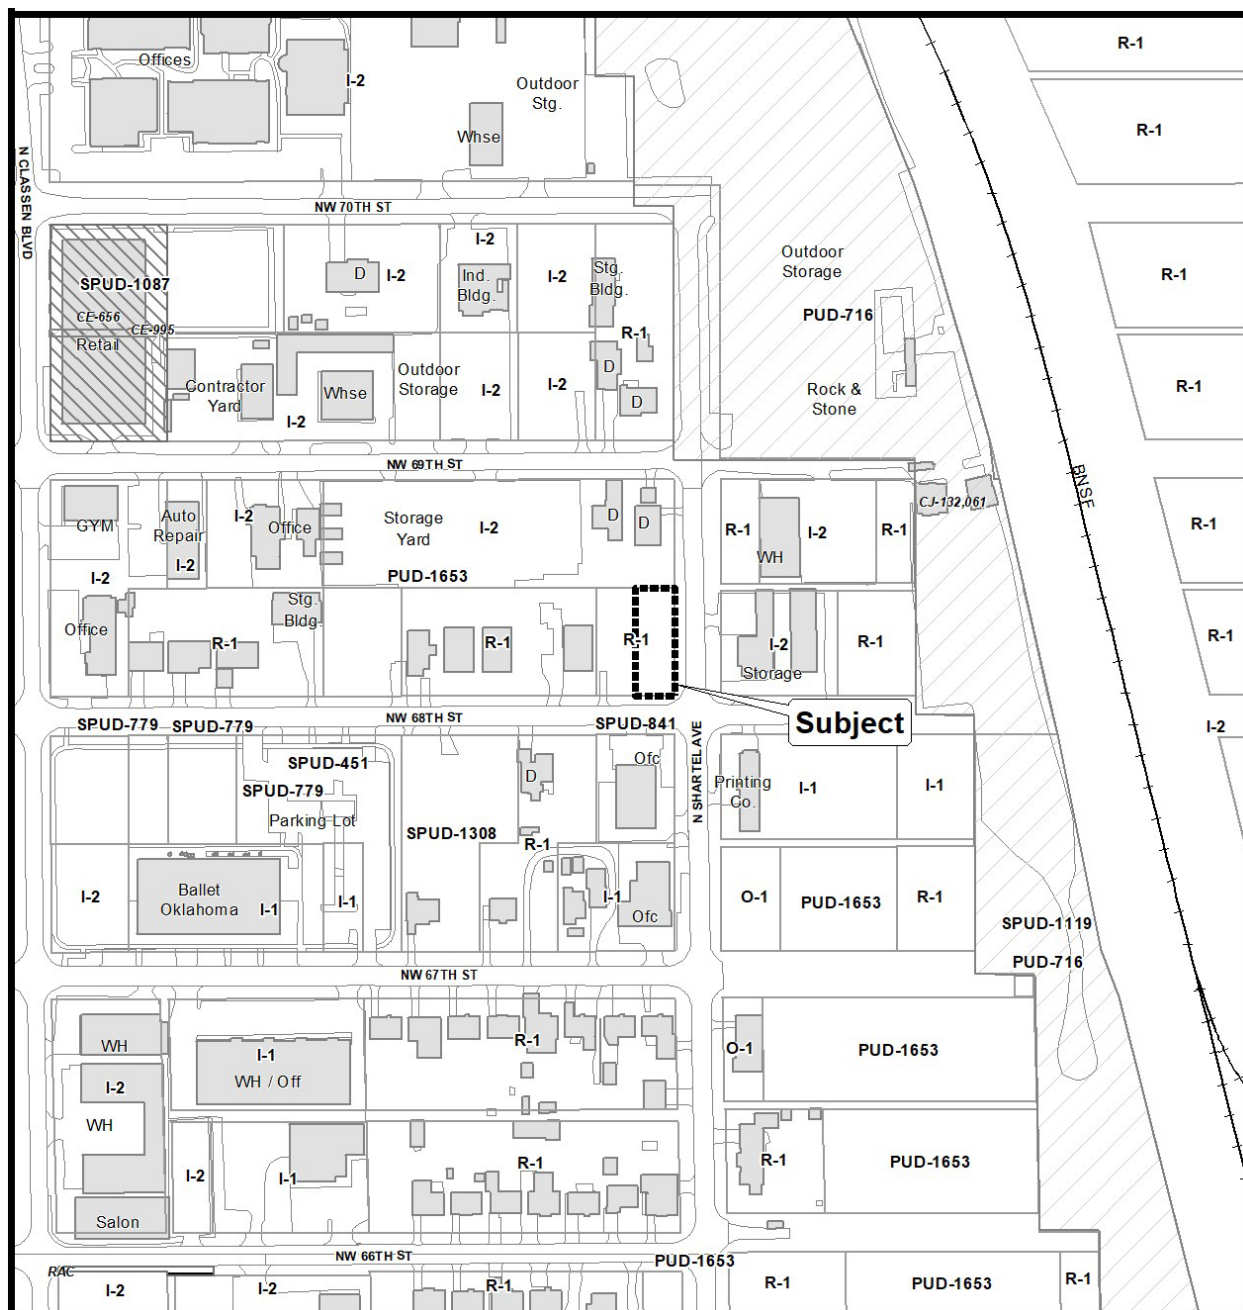 R-1
Offices
I-2
Outdoor
Stg.
Whse
R-1
N CLASSEN BLVD
NW 70TH ST
I-2
SPUD-1087
D
I-2
Ind.
Bldg.
I-2
Stg.
Bldg.
Outdoor
Storage
R-1
CE-656
CE-995
Retail
R-1
PUD-716
Contractor
Yard
I-2
Whse
Outdoor
Storage
I-2
I-2
D
D
Rock &
Stone
R-1
NW 69TH ST
BNSF
GYM
Auto
Repair
I-2
I-2
Office
Storage
Yard
I-2
D
D
R-1
WH
I-2
R-1
CJ-132,061
R-1
I-2
PUD-1653
Office
R-1
Stg.
Bldg.
R-1
R-1
I-2
Storage
R-1
R-1
NW 68TH ST
SPUD-779
SPUD-779
SPUD-841
Subject
I-2
N SHARTEL AVE
SPUD-451
SPUD-779
Parking Lot
D
Ofc
Printing
Co.
I-1
I-1
SPUD-1308
R-1
I-2
Ballet
Oklahoma
I-1
I-1
I-1
Ofc
O-1
PUD-1653
R-1
SPUD-1119
PUD-716
NW 67TH ST
WH
I-1
WH / Off
R-1
O-1
PUD-1653
I-2
WH
I-2
I-1
R-1
R-1
PUD-1653
Salon
NW 66TH ST
PUD-1653
RAC
I-2
I-2
R-1
R-1
PUD-1653
R-1